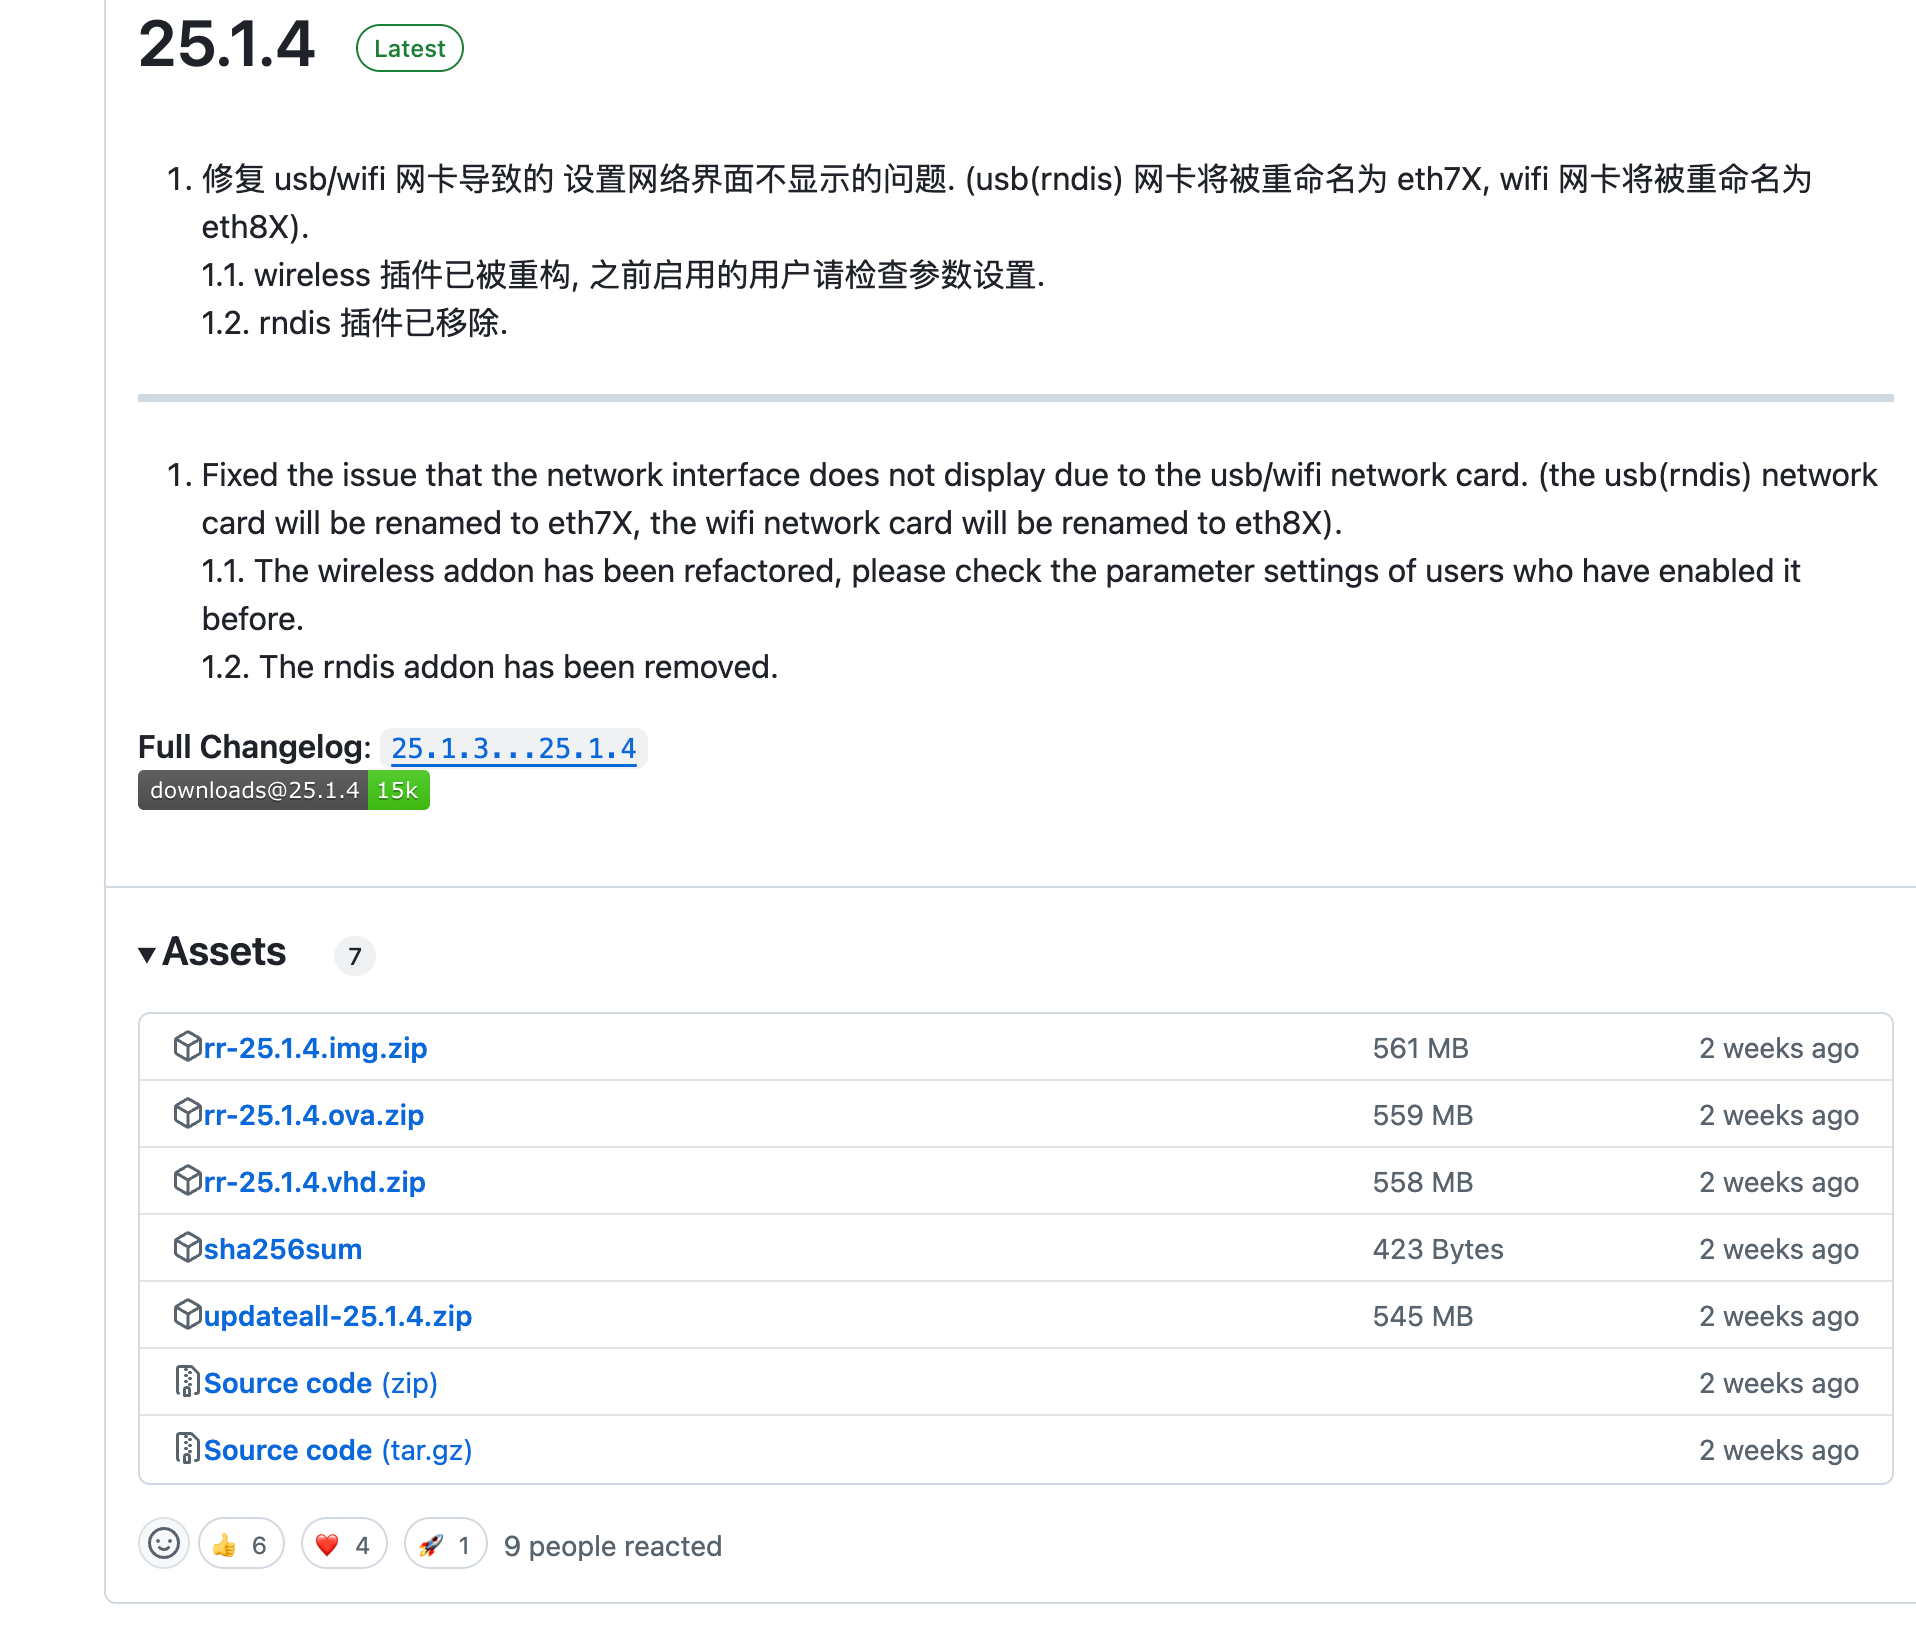 25.1.4 Latest
1. 修复 usb/wifi 网卡导致的 设置网络界面不显示的问题. (usb(rndis) 网卡将被重命名为 eth7X, wifi 网卡将被重命名为
eth8X).
1.1. wireless 插件已被重构, 之前启用的用户请检查参数设置.
1.2. rndis 插件已移除.
1. Fixed the issue that the network interface does not display due to the usb/wifi network card. (the usb(rndis) network
card will be renamed to eth7X, the wifi network card will be renamed to eth8X).
1.1. The wireless addon has been refactored, please check the parameter settings of users who have enabled it
before.
1.2. The rndis addon has been removed.
Full Changelog: 25.1.3...25.1.4
downloads@25.1.4 15k
Assets 7
rr-25.1.4.img.zip 561 MB 2 weeks ago
rr-25.1.4.ova.zip 559 MB 2 weeks ago
rr-25.1.4.vhd.zip 558 MB 2 weeks ago
sha256sum 423 Bytes 2 weeks ago
updateall-25.1.4.zip 545 MB 2 weeks ago
Source code (zip) 2 weeks ago
Source code (tar.gz) 2 weeks ago
👍 6 ❤️ 4 🚀 1 9 people reacted